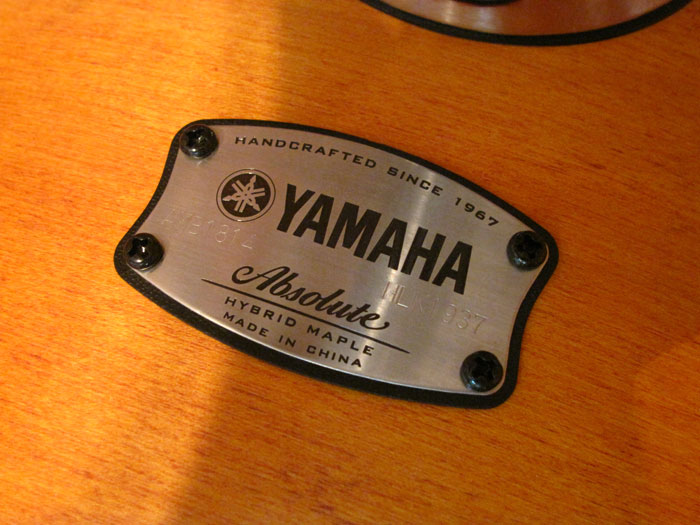 HANDCRAFTED SINCE 1967
YAMAHA
Absolute
HYBRID MAPLE
MADE IN CHINA